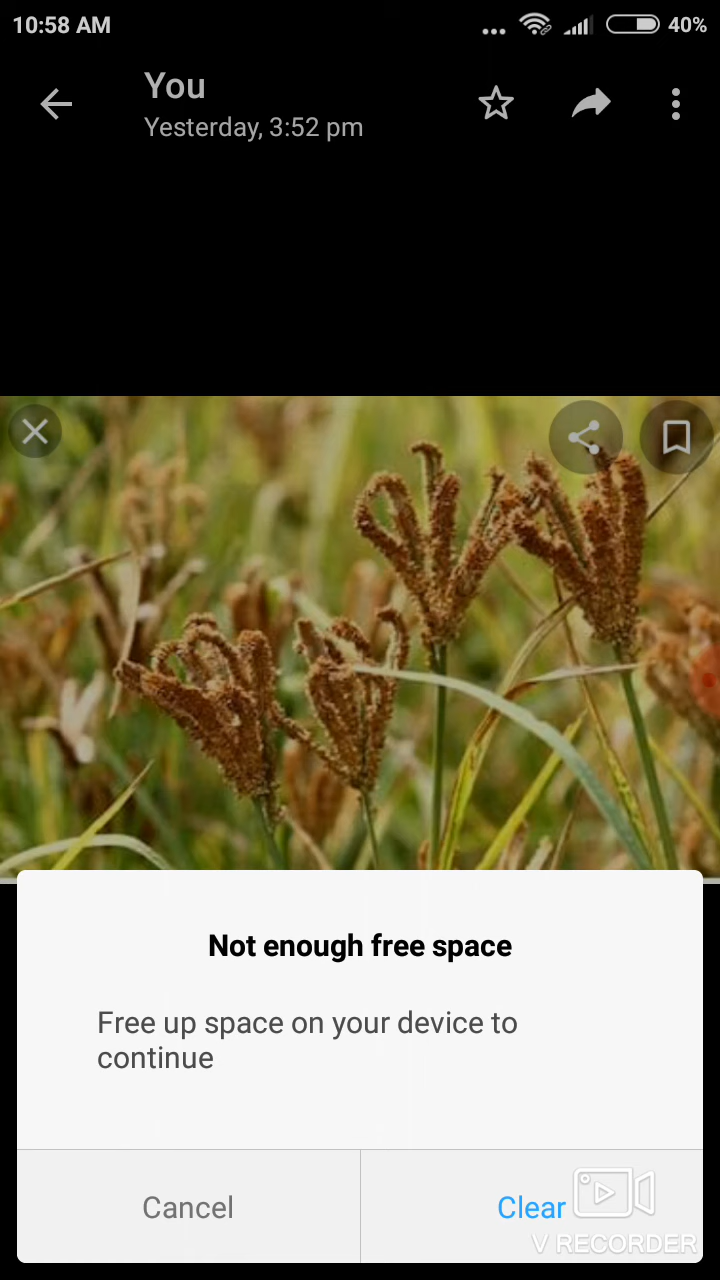 10:58 AM
40%
You
Yesterday, 3:52 pm
Not enough free space
Free up space on your device to
continue
Cancel
Clear
V RECORDER